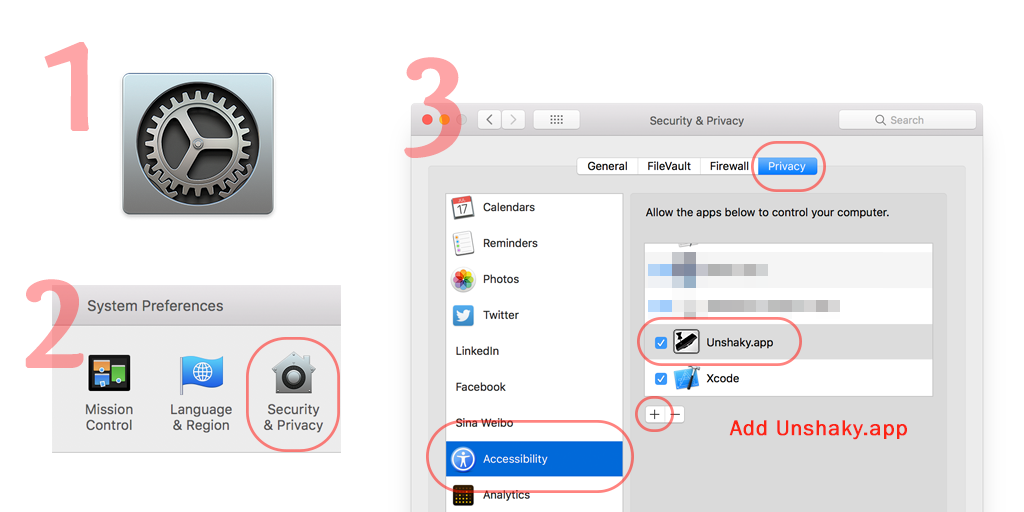 1
2
System Preferences
Mission
Control
Language
& Region
Security
& Privacy
3
Security & Privacy
Search
General
FileVault
Firewall
Privacy
JUL
17
Calendars
Reminders
Photos
Twitter
LinkedIn
Facebook
Sina Weibo
Accessibility
Analytics
Allow the apps below to control your computer.
Unshaky.app
Xcode
+
−
Add Unshaky.app